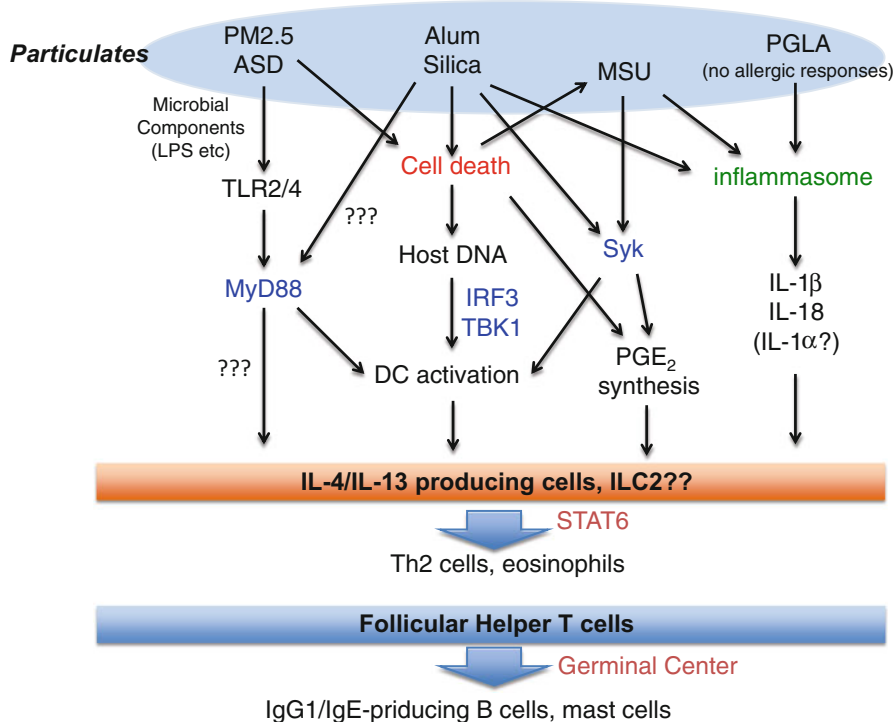 Particulates
PM2.5
ASD
Alum
Silica
MSU
PGLA
(no allergic responses)
Microbial
Components
(LPS etc)
Cell death
inflammasome
TLR2/4
???
Host DNA
Syk
MyD88
IRF3
TBK1
IL-1β
IL-18
(IL-1α?)
???
DC activation
PGE2
synthesis
IL-4/IL-13 producing cells, ILC2??
STAT6
Th2 cells, eosinophils
Follicular Helper T cells
Germinal Center
IgG1/IgE-priducing B cells, mast cells